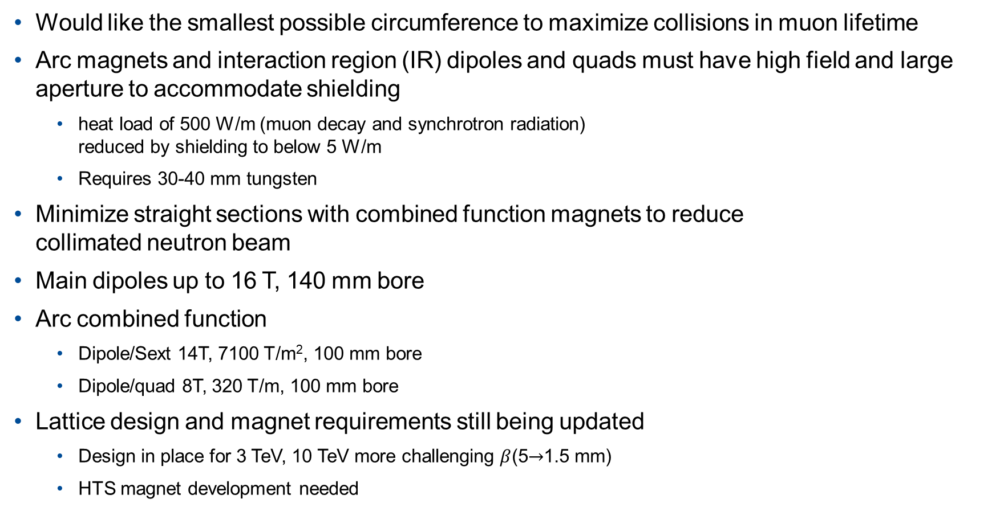 • Would like the smallest possible circumference to maximize collisions in muon lifetime
• Arc magnets and interaction region (IR) dipoles and quads must have high field and large
aperture to accommodate shielding
• heat load of 500 W/m (muon decay and synchrotron radiation)
reduced by shielding to below 5 W/m
• Requires 30-40 mm tungsten
• Minimize straight sections with combined function magnets to reduce
collimated neutron beam
• Main dipoles up to 16 T, 140 mm bore
• Arc combined function
• Dipole/Sext 14T, 7100 T/m², 100 mm bore
• Dipole/quad 8T, 320 T/m, 100 mm bore
• Lattice design and magnet requirements still being updated
• Design in place for 3 TeV, 10 TeV more challenging β(5→1.5 mm)
• HTS magnet development needed